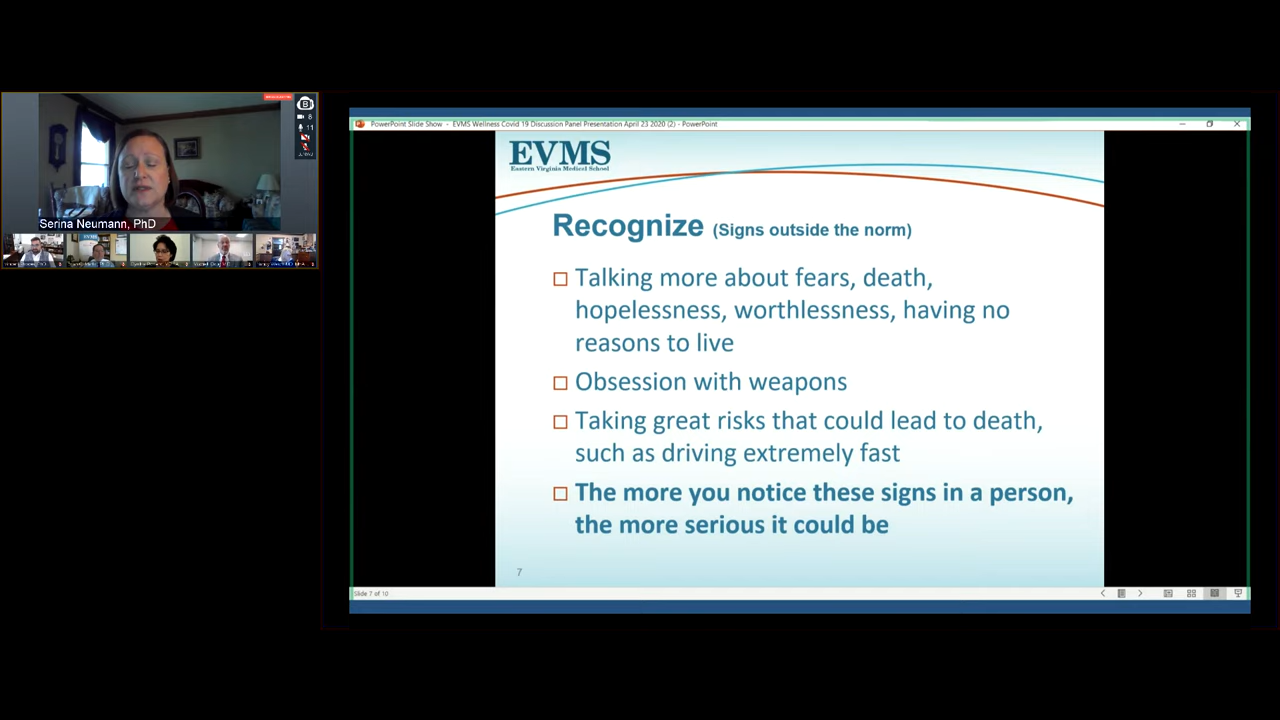 8
11
Serina Neumann, PhD
PowerPoint Slide Show - EVMS Wellness Covid 19 Discussion Panel Presentation April 23 2020 (2) - PowerPoint
EVMS
Eastern Virginia Medical School
Recognize (Signs outside the norm)
Talking more about fears, death,
hopelessness, worthlessness, having no
reasons to live
Obsession with weapons
Taking great risks that could lead to death,
such as driving extremely fast
The more you notice these signs in a person,
the more serious it could be
7
Slide 7 of 10